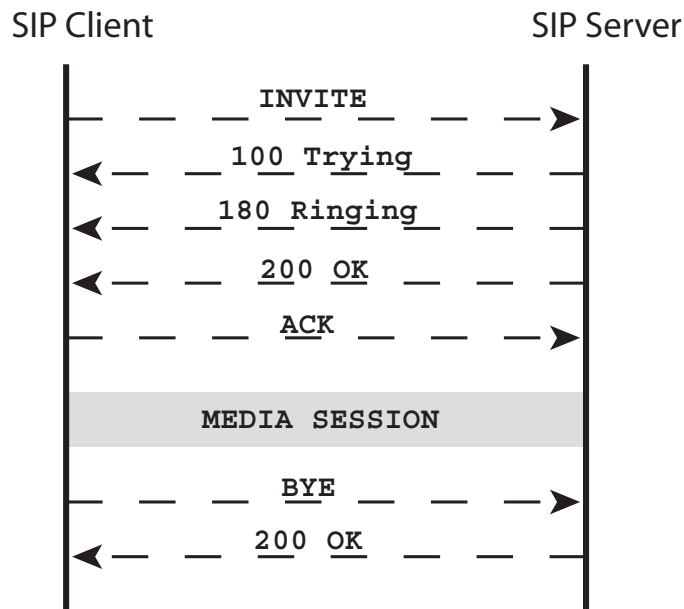 SIP Client
SIP Server
INVITE
100 Trying
180 Ringing
200 OK
ACK
MEDIA SESSION
BYE
200 OK